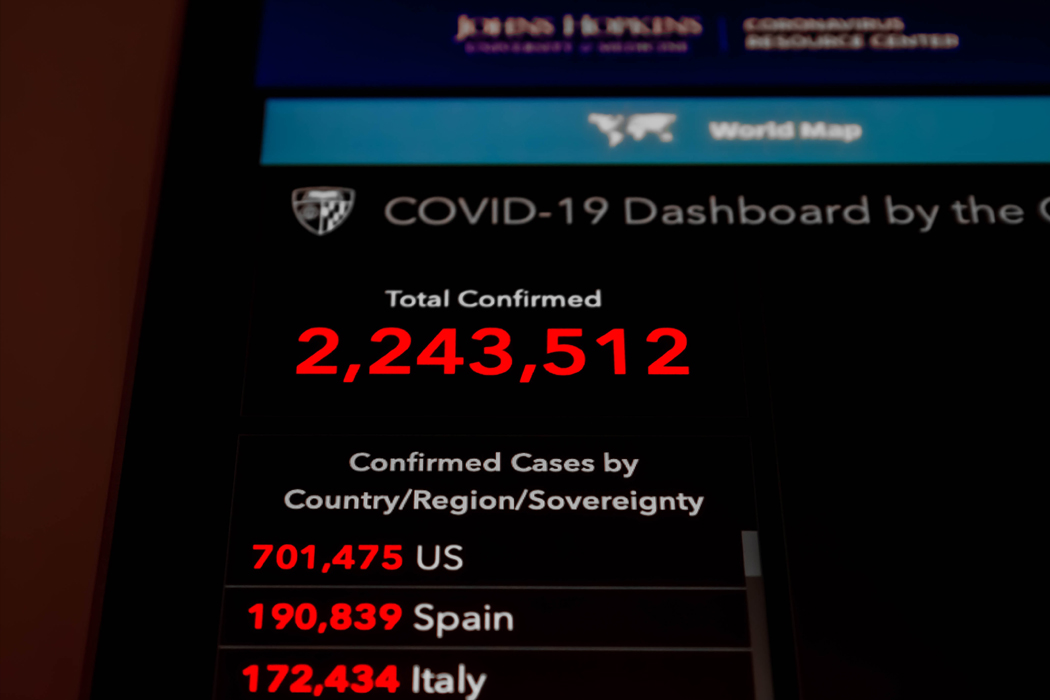 JOHNS HOPKINS
UNIVERSITY of MEDICINE
CORONAVIRUS
RESOURCE CENTER
World Map
COVID-19 Dashboard by the
Total Confirmed
2,243,512
Confirmed Cases by
Country/Region/Sovereignty
701,475 US
190,839 Spain
172,434 Italy